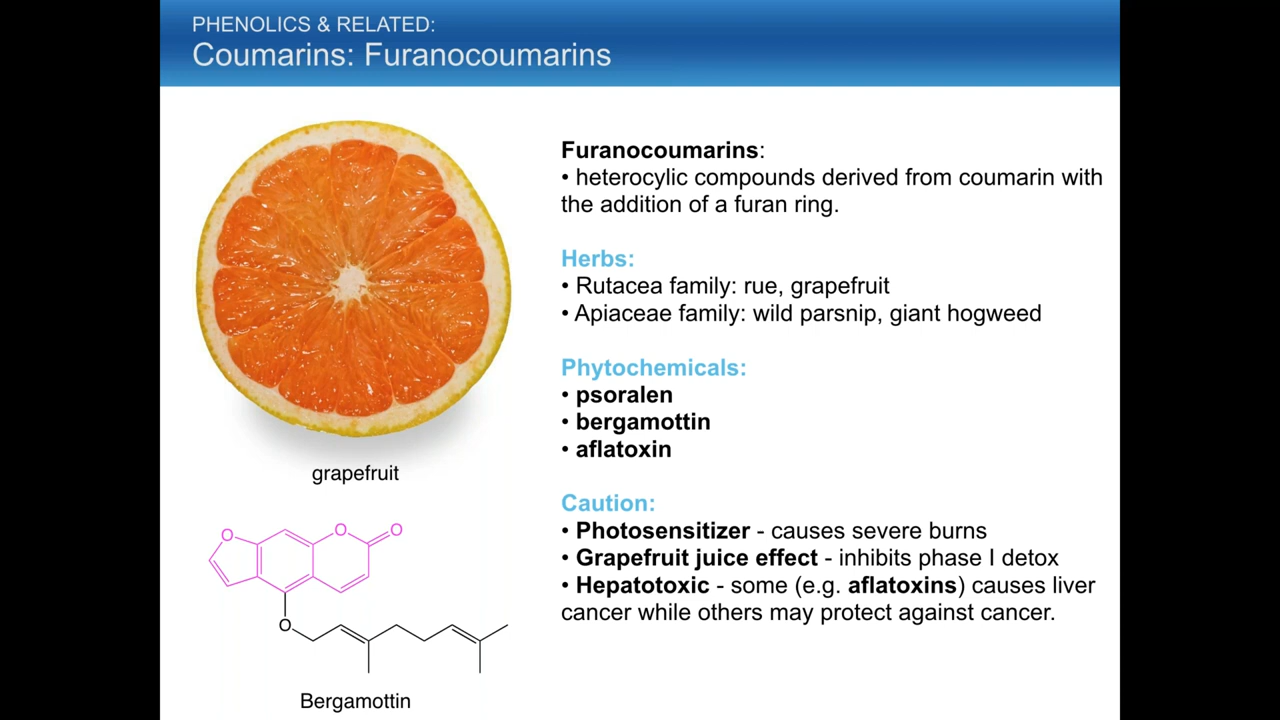 PHENOLICS & RELATED:
Coumarins: Furanocoumarins
Furanocoumarins:
• heterocylic compounds derived from coumarin with
the addition of a furan ring.
Herbs:
• Rutacea family: rue, grapefruit
• Apiaceae family: wild parsnip, giant hogweed
Phytochemicals:
• psoralen
• bergamottin
• aflatoxin
Caution:
• Photosensitizer - causes severe burns
• Grapefruit juice effect - inhibits phase I detox
• Hepatotoxic - some (e.g. aflatoxins) causes liver
cancer while others may protect against cancer.
grapefruit
O O O
O
Bergamottin